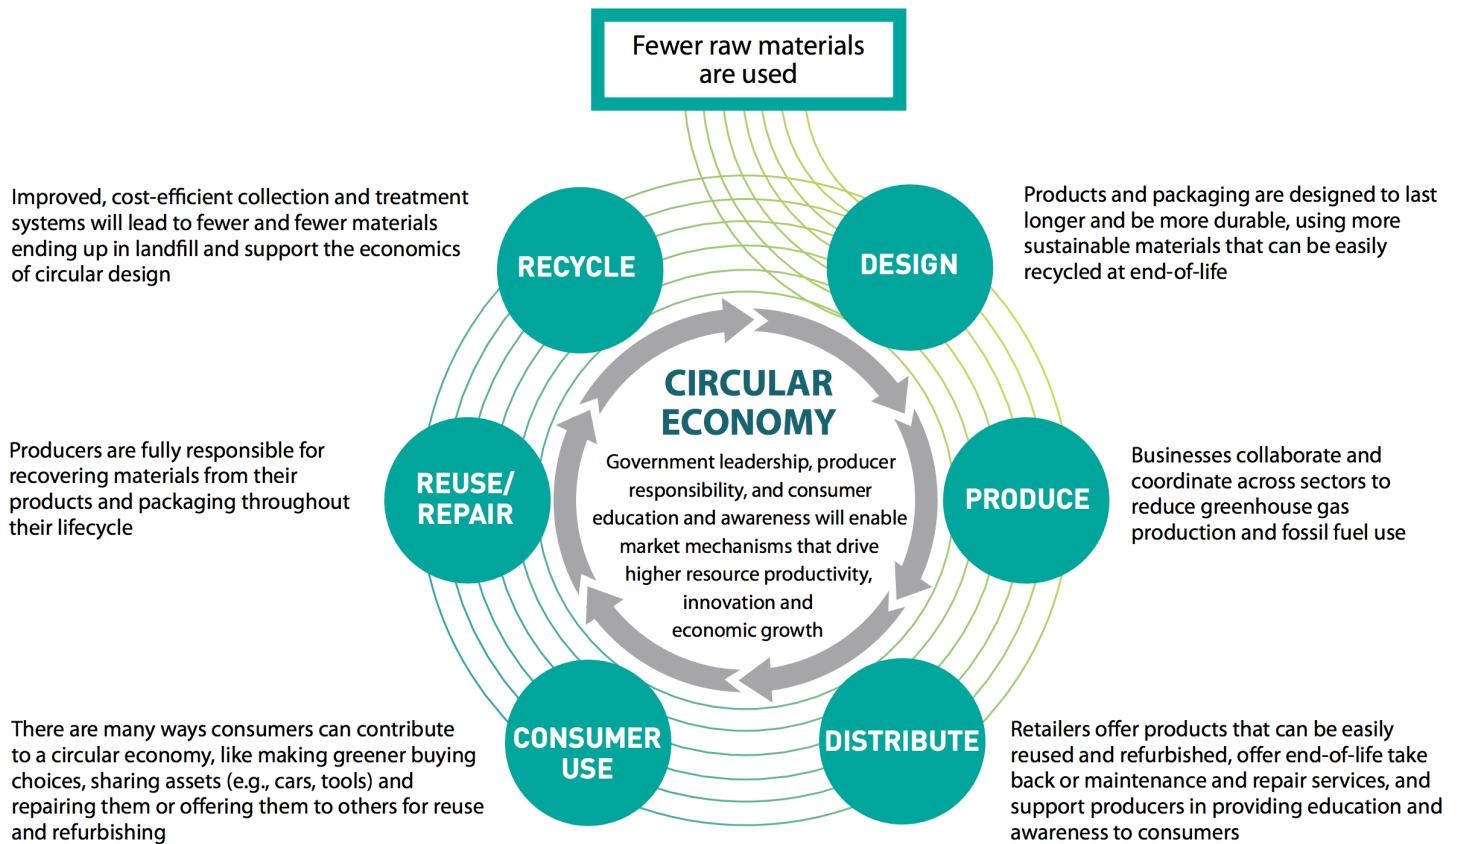 Fewer raw materials
are used
RECYCLE
Improved, cost-efficient collection and treatment
systems will lead to fewer and fewer materials
ending up in landfill and support the economics
of circular design
DESIGN
Products and packaging are designed to last
longer and be more durable, using more
sustainable materials that can be easily
recycled at end-of-life
CIRCULAR
ECONOMY
Government leadership, producer
responsibility, and consumer
education and awareness will enable
market mechanisms that drive
higher resource productivity,
innovation and
economic growth
REUSE/
REPAIR
Producers are fully responsible for
recovering materials from their
products and packaging throughout
their lifecycle
PRODUCE
Businesses collaborate and
coordinate across sectors to
reduce greenhouse gas
production and fossil fuel use
CONSUMER
USE
There are many ways consumers can contribute
to a circular economy, like making greener buying
choices, sharing assets (e.g., cars, tools) and
repairing them or offering them to others for reuse
and refurbishing
DISTRIBUTE
Retailers offer products that can be easily
reused and refurbished, offer end-of-life take
back or maintenance and repair services, and
support producers in providing education and
awareness to consumers